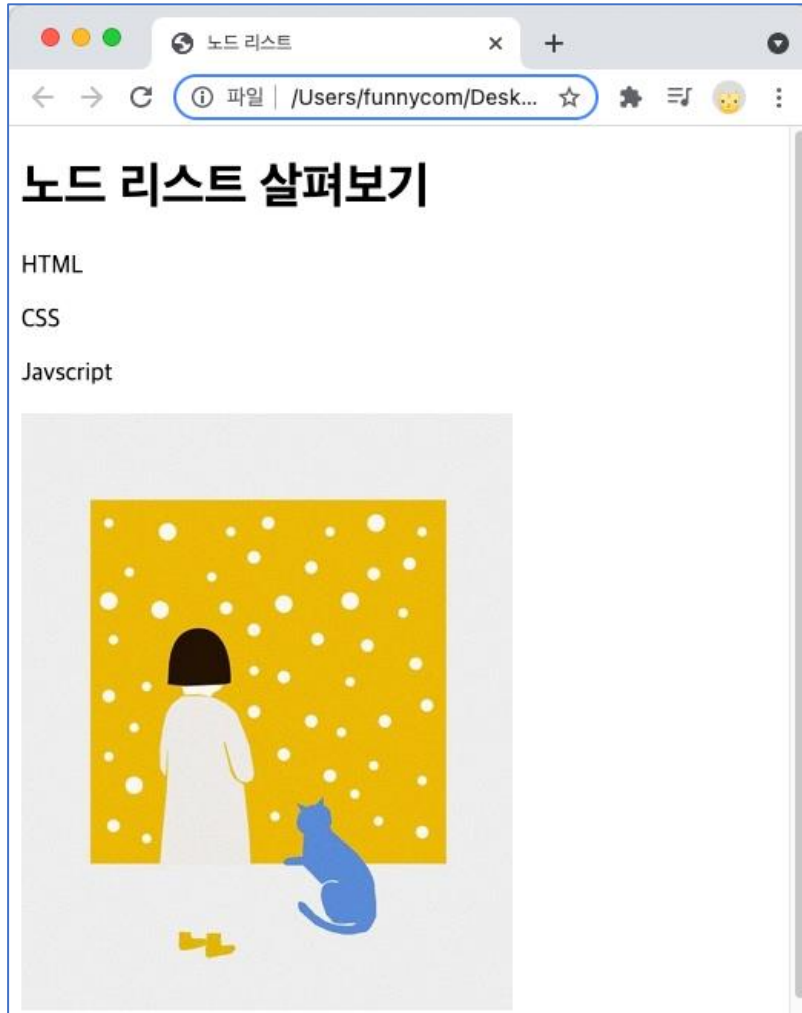 노드 리스트
파일 /Users/funnycom/Desk...
노드 리스트 살펴보기
HTML
CSS
Javscript